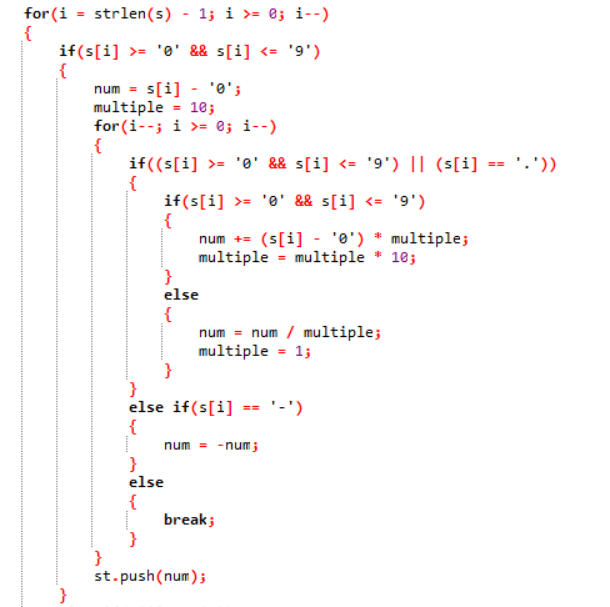 for(i = strlen(s) - 1; i >= 0; i--)
{
    if(s[i] >= '0' && s[i] <= '9')
    {
        num = s[i] - '0';
        multiple = 10;
        for(i--; i >= 0; i--)
        {
            if((s[i] >= '0' && s[i] <= '9') || (s[i] == '.'))
            {
                if(s[i] >= '0' && s[i] <= '9')
                {
                    num += (s[i] - '0') * multiple;
                    multiple = multiple * 10;
                }
                else
                {
                    num = num / multiple;
                    multiple = 1;
                }
            }
            else if(s[i] == '-')
            {
                num = -num;
            }
            else
            {
                break;
            }
        }
        st.push(num);
    }